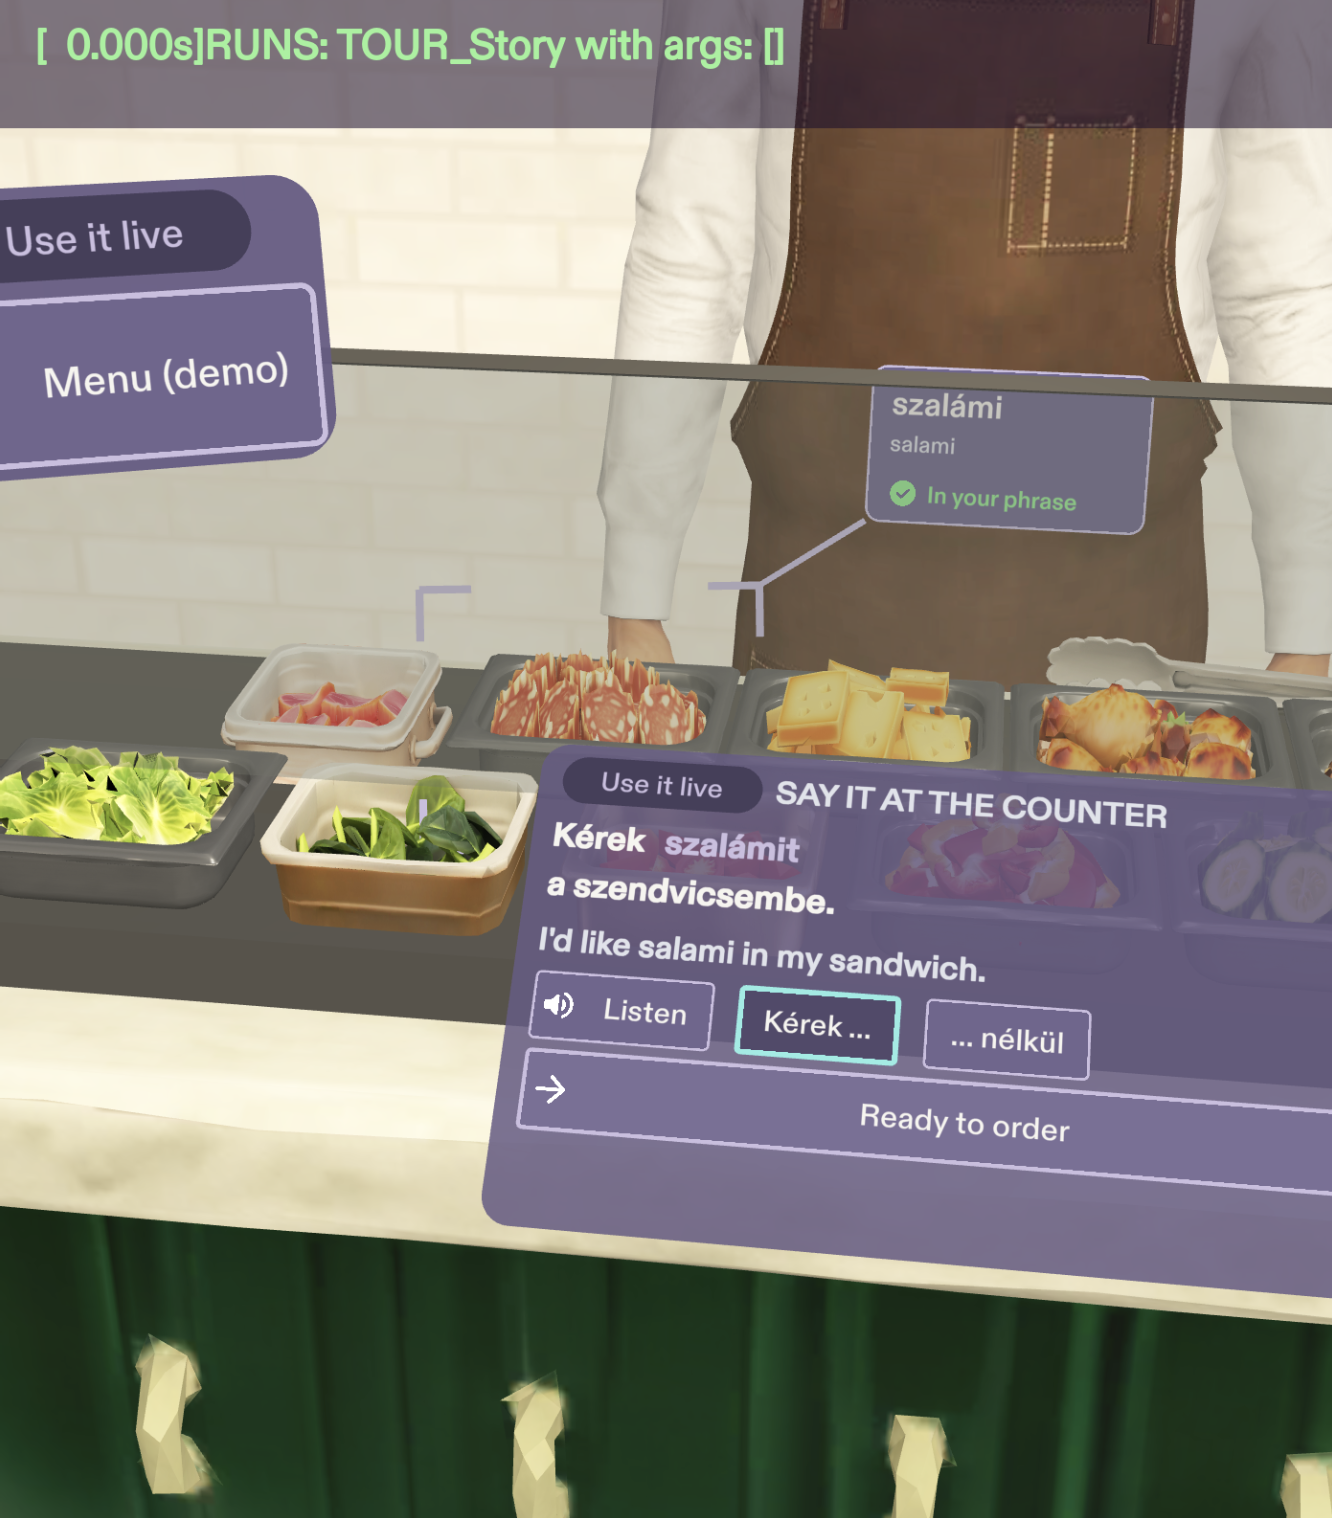 [  0.000s]RUNS: TOUR_Story with args: []
Use it live
Menu (demo)
szalámi
salami
In your phrase
Use it live
SAY IT AT THE COUNTER
Kérek szalámit
a szendvicsembe.
I'd like salami in my sandwich.
Listen
Kérek ...
... nélkül
Ready to order